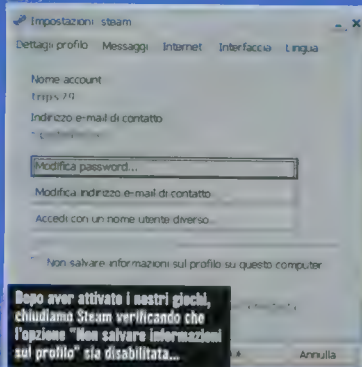 Impostazioni steam
Dettagli profilo Messaggi Internet Interfaccia Lingua
Nome account
Indirizzo e-mail di contatto
Modifica password...
Modifica indirizzo e-mail di contatto
Accedi con un nome utente diverso...
Non salvare informazioni sul profilo su questo computer
Dopo aver attivato i nostri giochi,
chiudiamo Steam verificando che
l'opzione "Non salvare informazioni
sul profilo" sia disabilitata...
Annulla